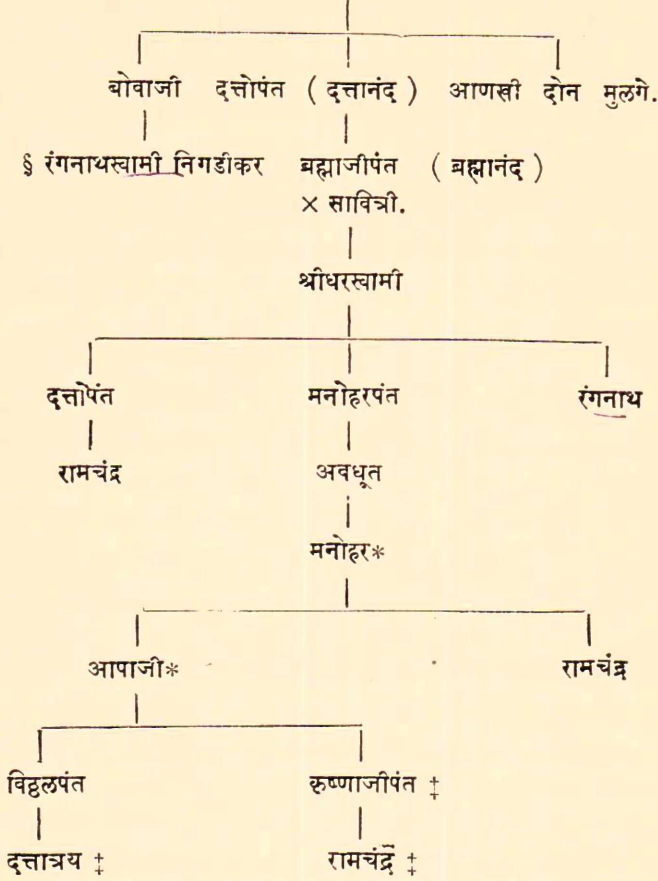 बोवाजी दत्तोपंत ( दत्तानंद ) आणखी दोन मुलगे.
§ रंगनाथस्वामी निगडीकर ब्रह्माजीपंत ( ब्रह्मानंद )
× सावित्री.
श्रीधरस्वामी
दत्तोपंत मनोहरपंत रंगनाथ
रामचंद्र अवधूत
मनोहर*
आपाजी* रामचंद्र
विठ्ठलपंत कृष्णाजीपंत ‡
दत्तात्रय ‡ रामचंद्र ‡